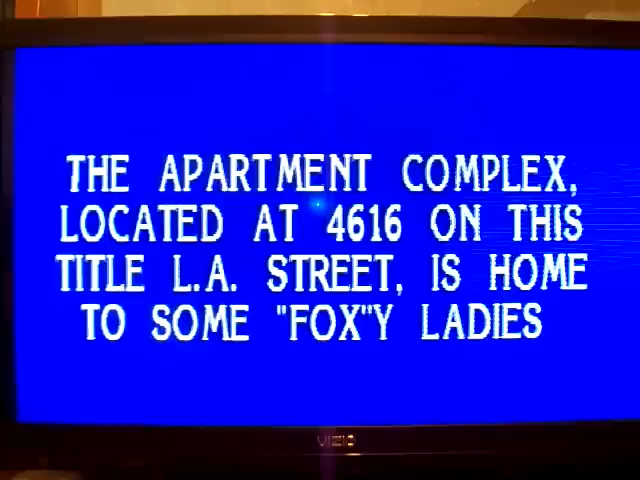 THE APARTMENT COMPLEX,
LOCATED AT 4616 ON THIS
TITLE L.A. STREET, IS HOME
TO SOME "FOX"Y LADIES
VIZIO